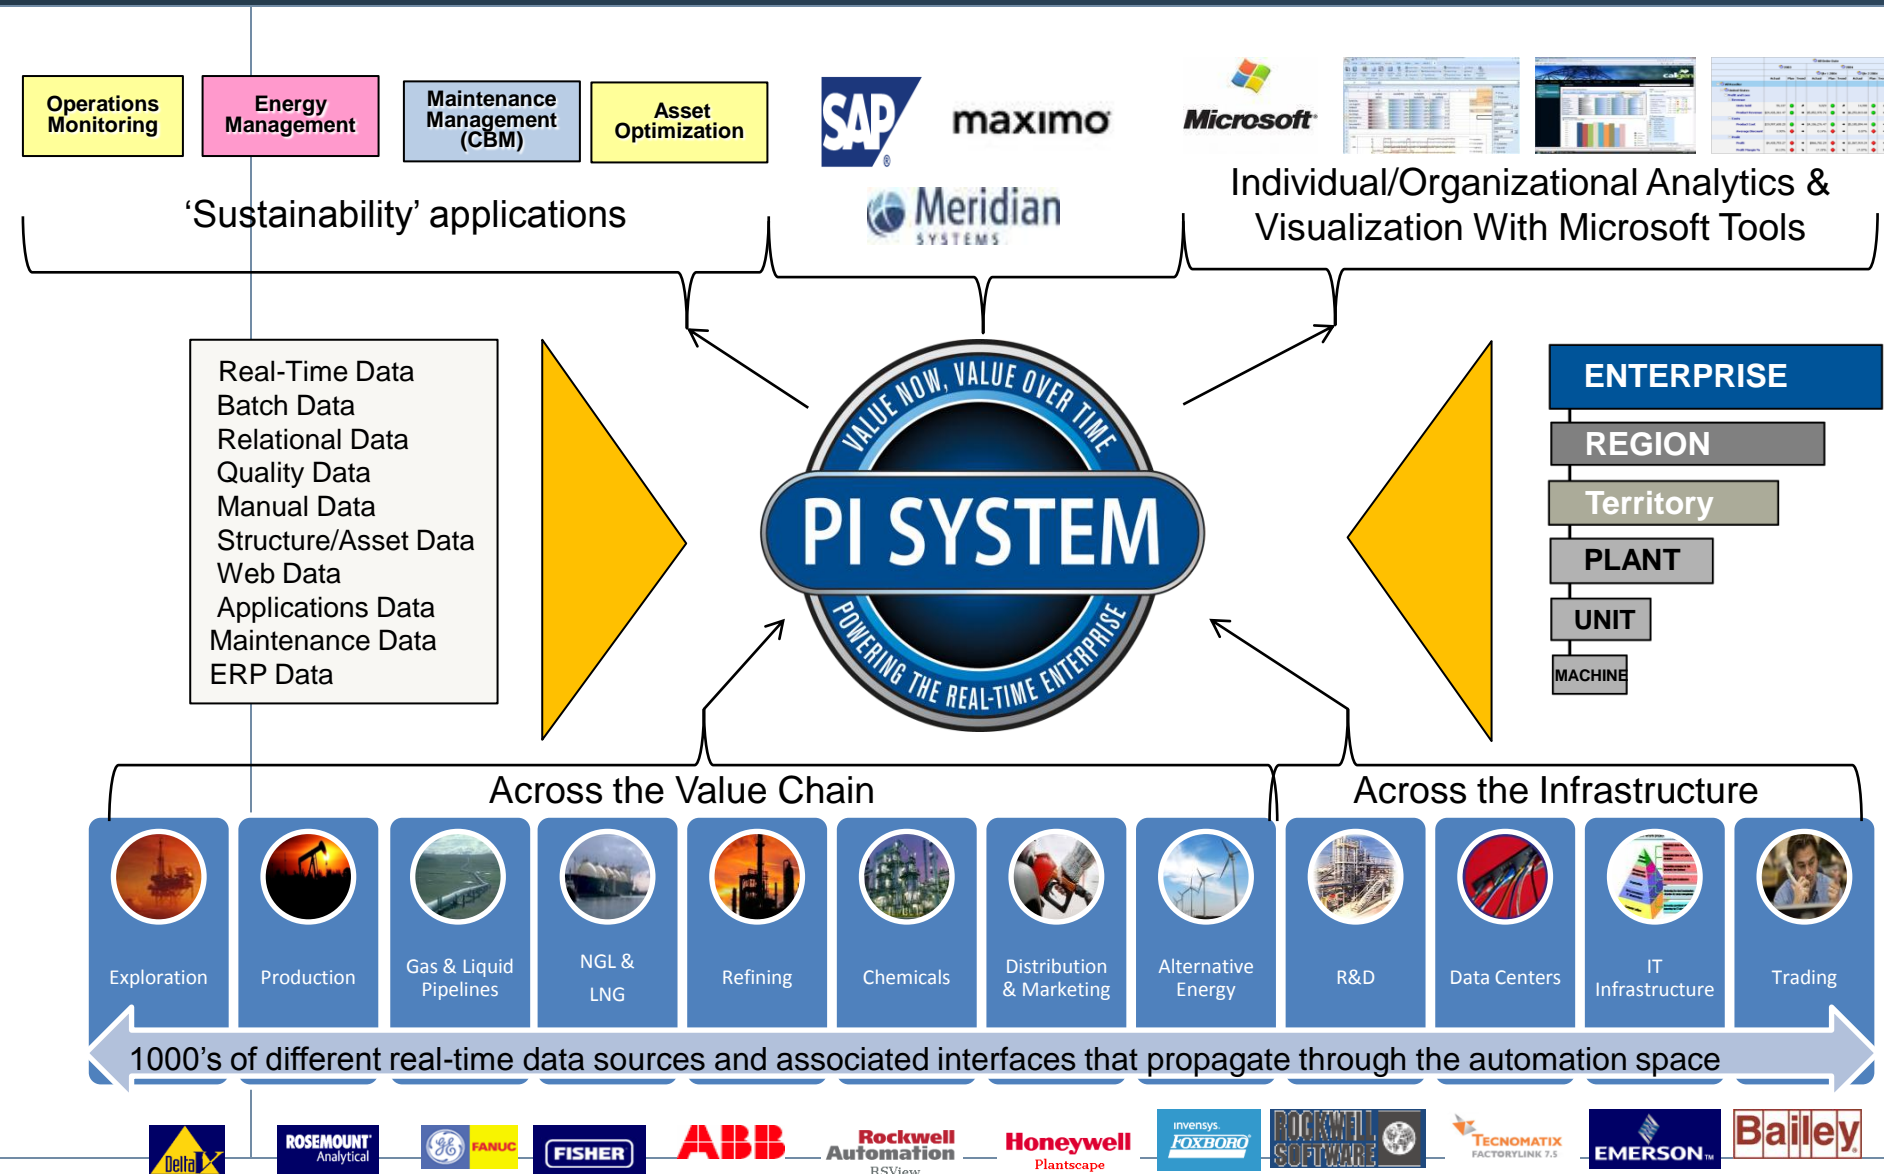 Operations
Monitoring
Energy
Management
Maintenance
Management
(CBM)
Asset
Optimization
SAP
®
maximo
Microsoft
Meridian
SYSTEMS
'Sustainability' applications
Individual/Organizational Analytics &
Visualization With Microsoft Tools
Real-Time Data
Batch Data
Relational Data
Quality Data
Manual Data
Structure/Asset Data
Web Data
Applications Data
Maintenance Data
ERP Data
VALUE NOW, VALUE OVER TIME
PI SYSTEM
POWERING THE REAL-TIME ENTERPRISE
ENTERPRISE
REGION
Territory
PLANT
UNIT
MACHINE
Across the Value Chain
Across the Infrastructure
Exploration
Production
Gas & Liquid
Pipelines
NGL &
LNG
Refining
Chemicals
Distribution
& Marketing
Alternative
Energy
R&D
Data Centers
IT
Infrastructure
Trading
1000's of different real-time data sources and associated interfaces that propagate through the automation space
DeltaV
ROSEMOUNT
Analytical
GE FANUC
FISHER
ABB
Rockwell
Automation
RSView
Honeywell
Plantscape
invensys.
FOXBORO
ROCKWELL
SOFTWARE
TECNOMATIX
FACTORYLINK 7.5
EMERSON™
Bailey